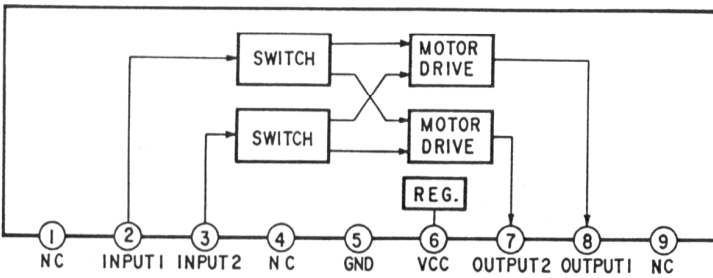 SWITCH
MOTOR DRIVE
SWITCH
MOTOR DRIVE
REG.
1 2 3 4 5 6 7 8 9
NC INPUT1 INPUT2 NC GND VCC OUTPUT2 OUTPUT1 NC